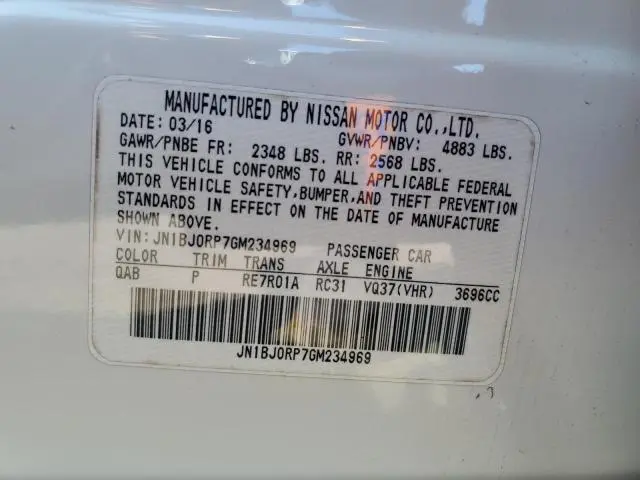 MANUFACTURED BY NISSAN MOTOR CO.,LTD.
DATE: 03/16 GVWR/PNBV: 4883 LBS.
GAWR/PNBE FR: 2348 LBS. RR: 2568 LBS.
THIS VEHICLE CONFORMS TO ALL APPLICABLE FEDERAL
MOTOR VEHICLE SAFETY,BUMPER,AND THEFT PREVENTION
STANDARDS IN EFFECT ON THE DATE OF MANUFACTURE
SHOWN ABOVE.
VIN:JN1BJ0RP7GM234969 PASSENGER CAR
COLOR TRIM TRANS AXLE ENGINE
QAB P RE7R01A RC31 VQ37(VHR) 3696CC
JN1BJ0RP7GM234969